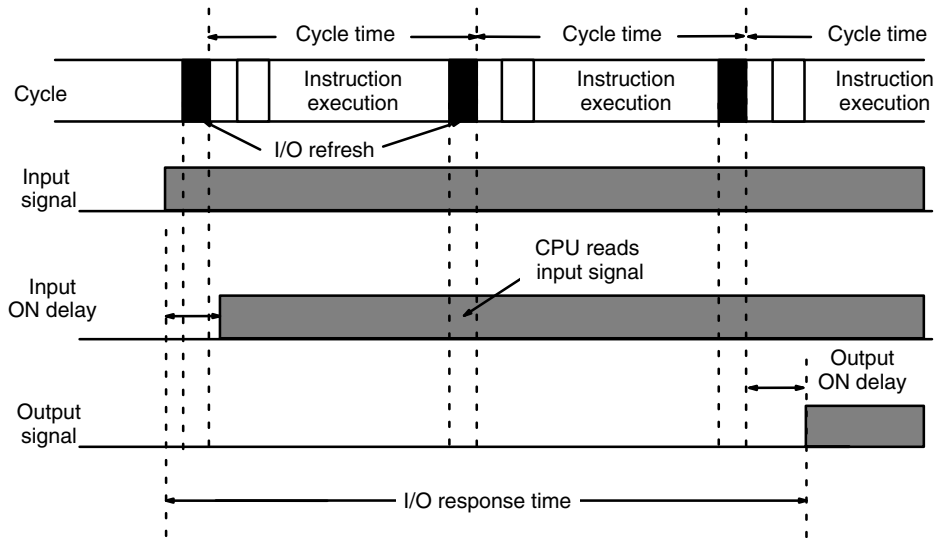 Cycle time
Cycle time
Cycle time
Cycle
Instruction
execution
Instruction
execution
Instruction
execution
I/O refresh
Input
signal
CPU reads
input signal
Input
ON delay
Output
ON delay
Output
signal
I/O response time